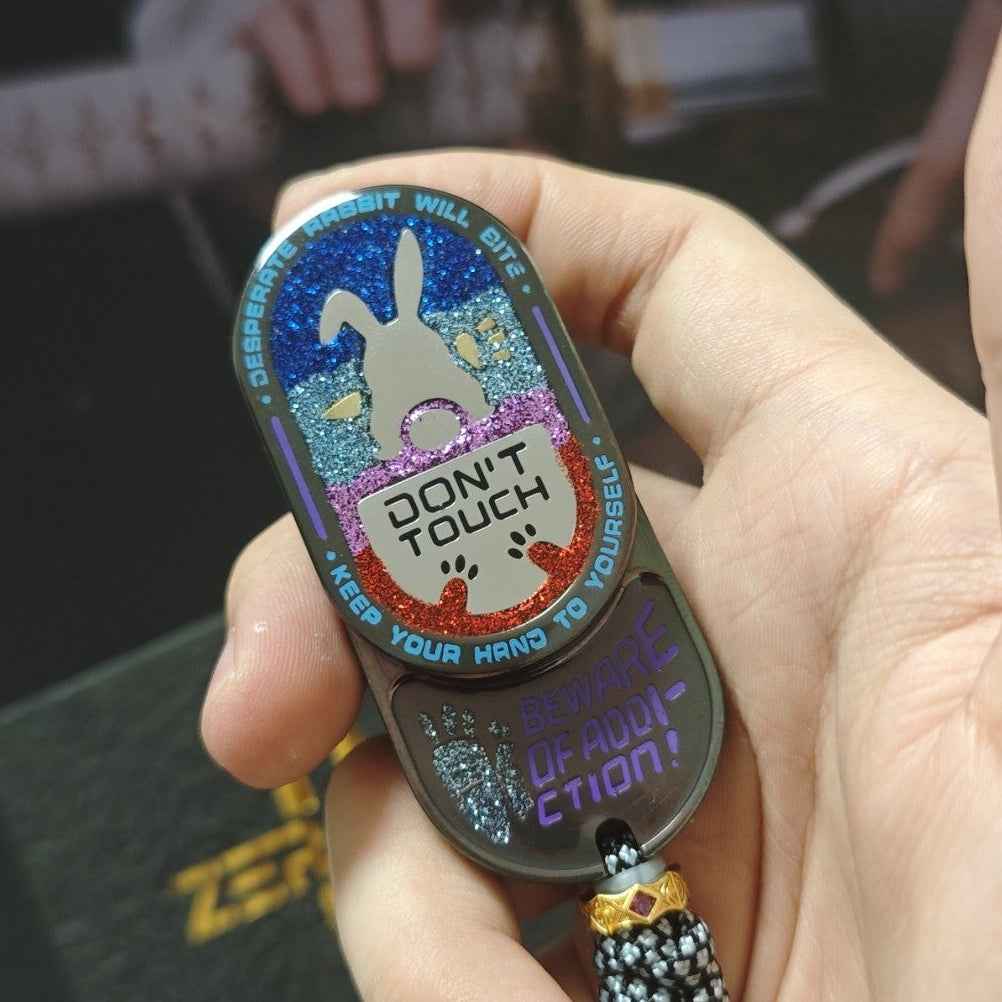 DESPERATE RABBIT WILL BITE
DON'T
TOUCH
KEEP YOUR HAND TO YOURSELF
BEWARE
OF ADDI-
CTION!